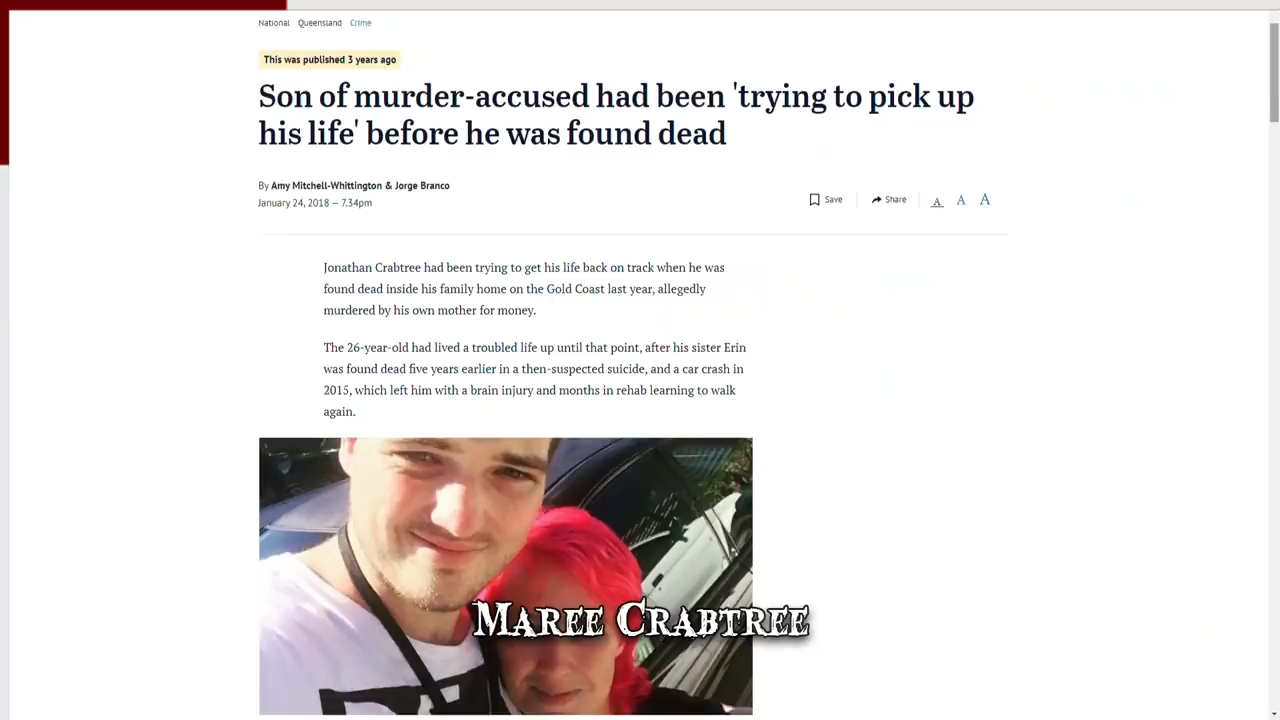 National Queensland Crime
This was published 3 years ago
Son of murder-accused had been 'trying to pick up
his life' before he was found dead
By Amy Mitchell-Whittington & Jorge Branco
January 24, 2018 — 7.34pm
Save Share A A A
Jonathan Crabtree had been trying to get his life back on track when he was
found dead inside his family home on the Gold Coast last year, allegedly
murdered by his own mother for money.
The 26-year-old had lived a troubled life up until that point, after his sister Erin
was found dead five years earlier in a then-suspected suicide, and a car crash in
2015, which left him with a brain injury and months in rehab learning to walk
again.
MAREE CRABTREE